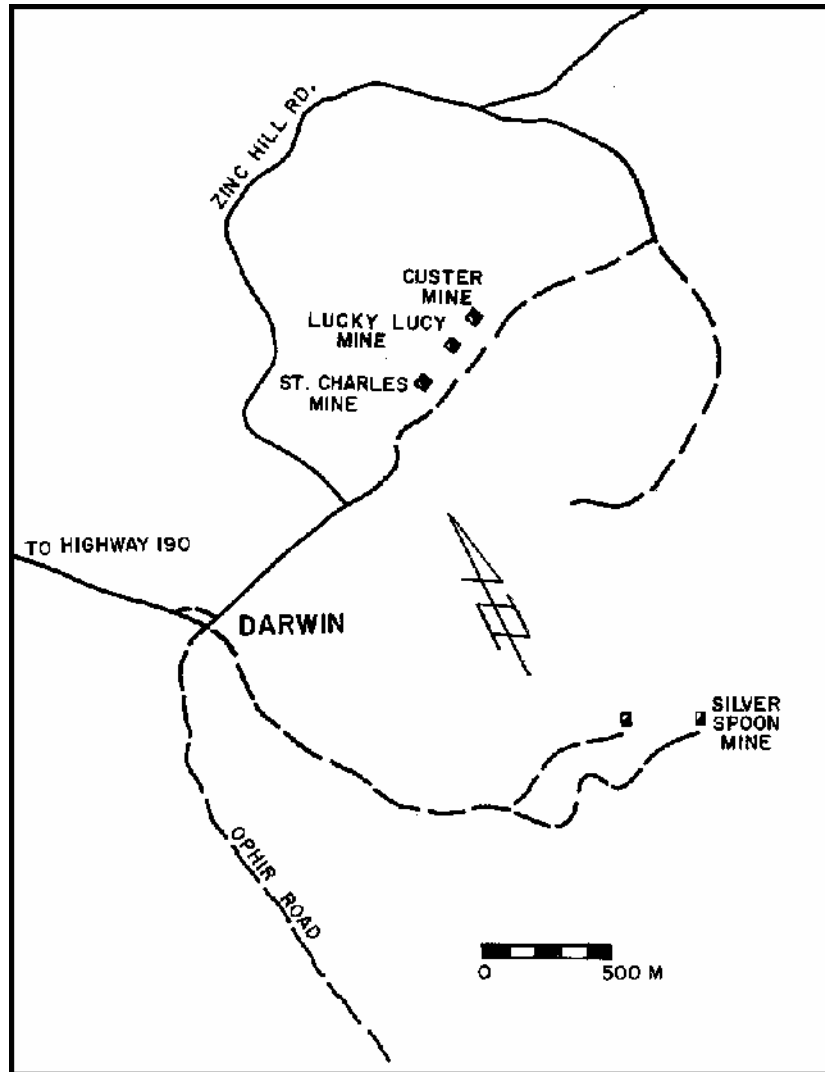 ZINC HILL RD.
CUSTER
MINE
LUCKY LUCY
MINE
ST. CHARLES
MINE
TO HIGHWAY 190
DARWIN
N
SILVER
SPOON
MINE
OPHIR ROAD
0 500 M